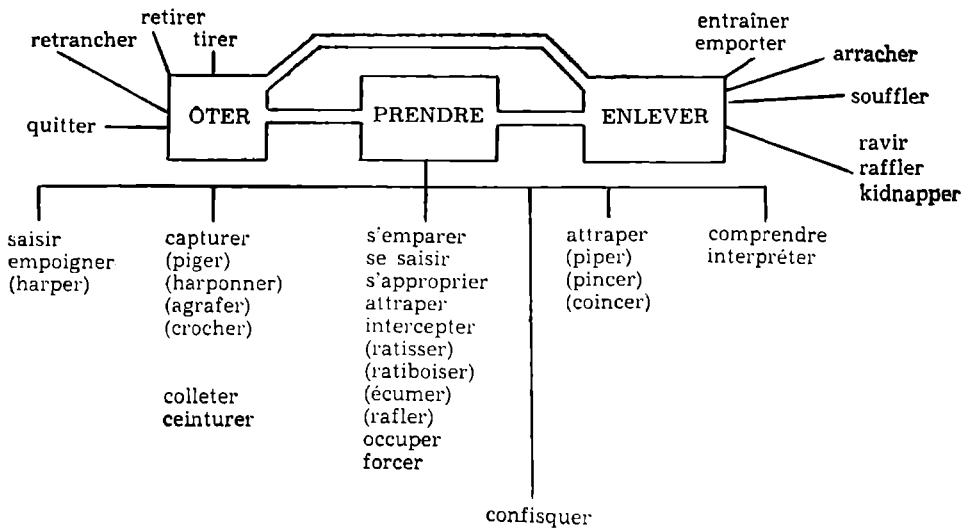 retirer
retrancher
tirer
quitter
ÔTER
PRENDRE
ENLEVER
entraîner
emporter
arracher
souffler
ravir
raffler
kidnapper
saisir
empoigner
(harper)
capturer
(piger)
(harponner)
(agrafer)
(crocher)
colleter
ceinturer
s'emparer
se saisir
s'approprier
attraper
intercepter
(ratisser)
(ratiboiser)
(écumer)
(rafler)
occuper
forcer
confisquer
attraper
(piper)
(pincer)
(coincer)
comprendre
interpréter